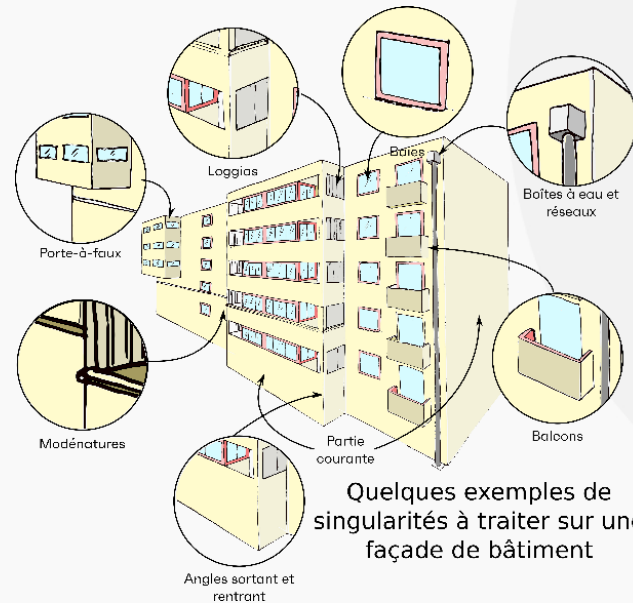 Loggias
Baies
Boîtes à eau et
réseaux
Porte-à-faux
Modénatures
Partie
courante
Balcons
Quelques exemples de
singularités à traiter sur une
façade de bâtiment
Angles sortant et
rentrant